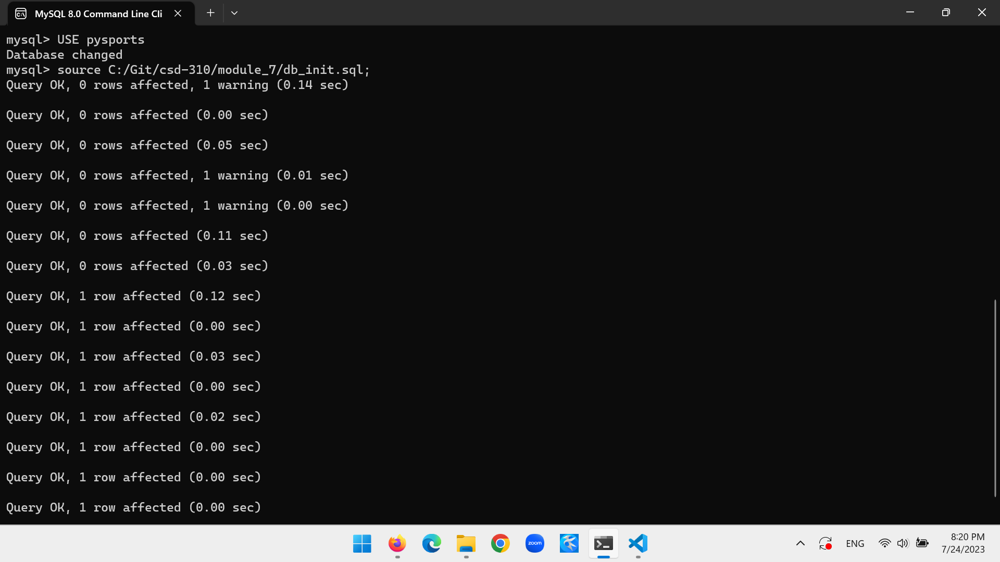 MySQL 8.0 Command Line Cli
mysql> USE pysports
Database changed
mysql> source C:/Git/csd-310/module_7/db_init.sql;
Query OK, 0 rows affected, 1 warning (0.14 sec)
Query OK, 0 rows affected (0.00 sec)
Query OK, 0 rows affected (0.05 sec)
Query OK, 0 rows affected, 1 warning (0.01 sec)
Query OK, 0 rows affected, 1 warning (0.00 sec)
Query OK, 0 rows affected (0.11 sec)
Query OK, 0 rows affected (0.03 sec)
Query OK, 1 row affected (0.12 sec)
Query OK, 1 row affected (0.00 sec)
Query OK, 1 row affected (0.03 sec)
Query OK, 1 row affected (0.00 sec)
Query OK, 1 row affected (0.02 sec)
Query OK, 1 row affected (0.00 sec)
Query OK, 1 row affected (0.00 sec)
Query OK, 1 row affected (0.00 sec)
zoom
ENG
8:20 PM
7/24/2023